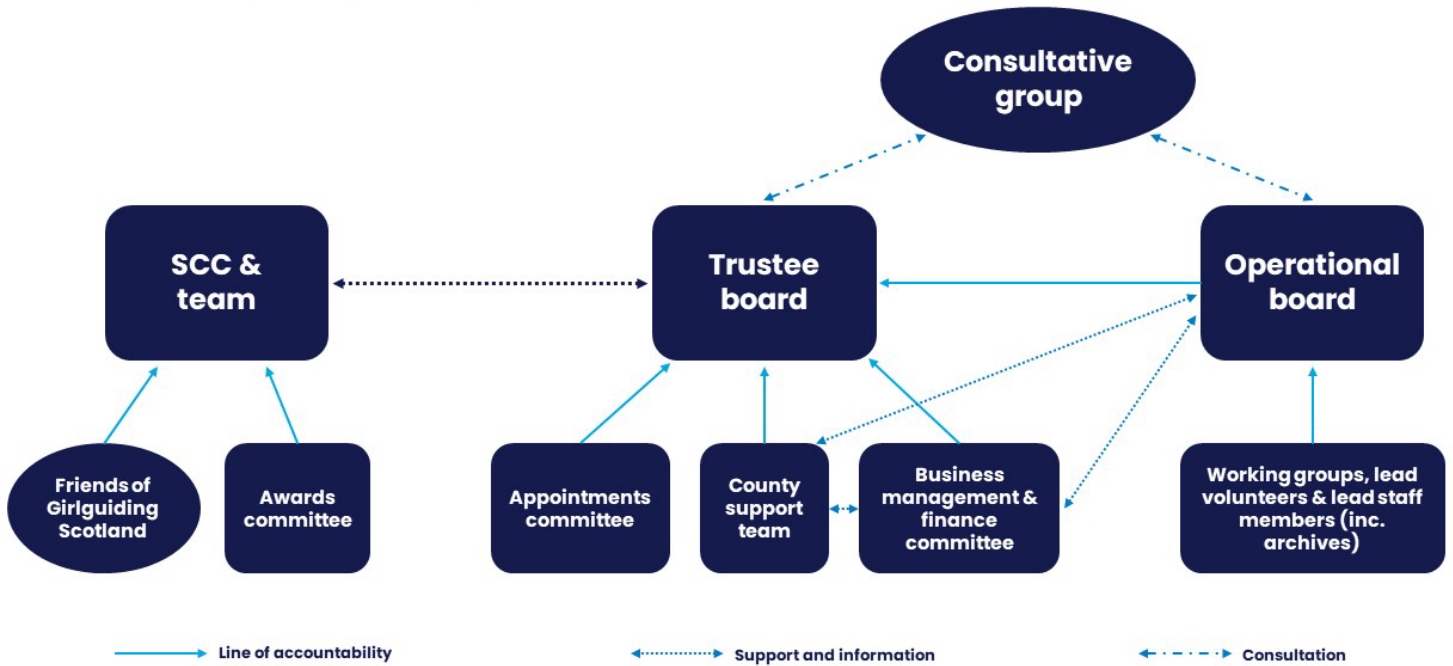 Consultative
group
SCC &
team
Trustee
board
Operational
board
Friends of
Girlguiding
Scotland
Awards
committee
Appointments
committee
County
support
team
Business
management &
finance
committee
Working groups, lead
volunteers & lead staff
members (inc.
archives)
Line of accountability
Support and information
Consultation